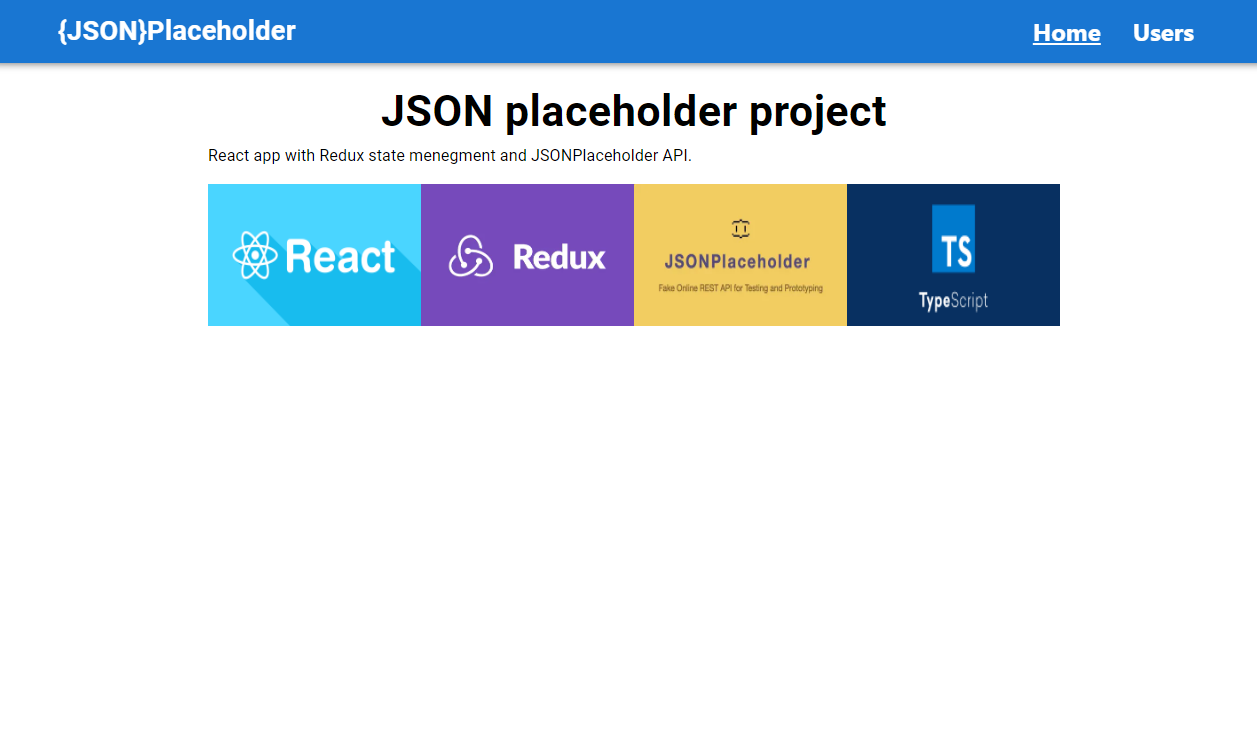 {JSON}Placeholder
Home Users
JSON placeholder project
React app with Redux state menegment and JSONPlaceholder API.
React
Redux
JSONPlaceholder
Fake Online REST API for Testing and Prototyping
TS
TypeScript